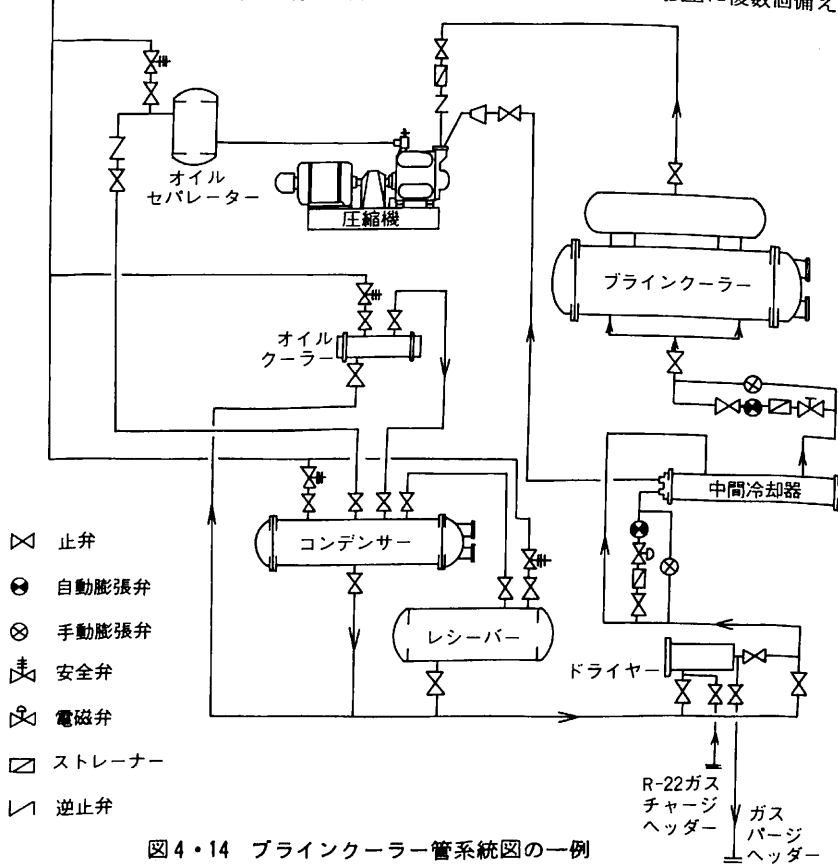 複数個備え
オイル
セパレーター
圧縮機
ブラインクーラー
オイル
クーラー
中間冷却器
コンデンサー
止弁
自動膨張弁
レシーバー
手動膨張弁
ドライヤー
安全弁
電磁弁
ストレーナー
R-22ガス
チャージ
ヘッダー
ガス
パージ
ヘッダー
逆止弁
図4・14 ブラインクーラー管系統図の一例